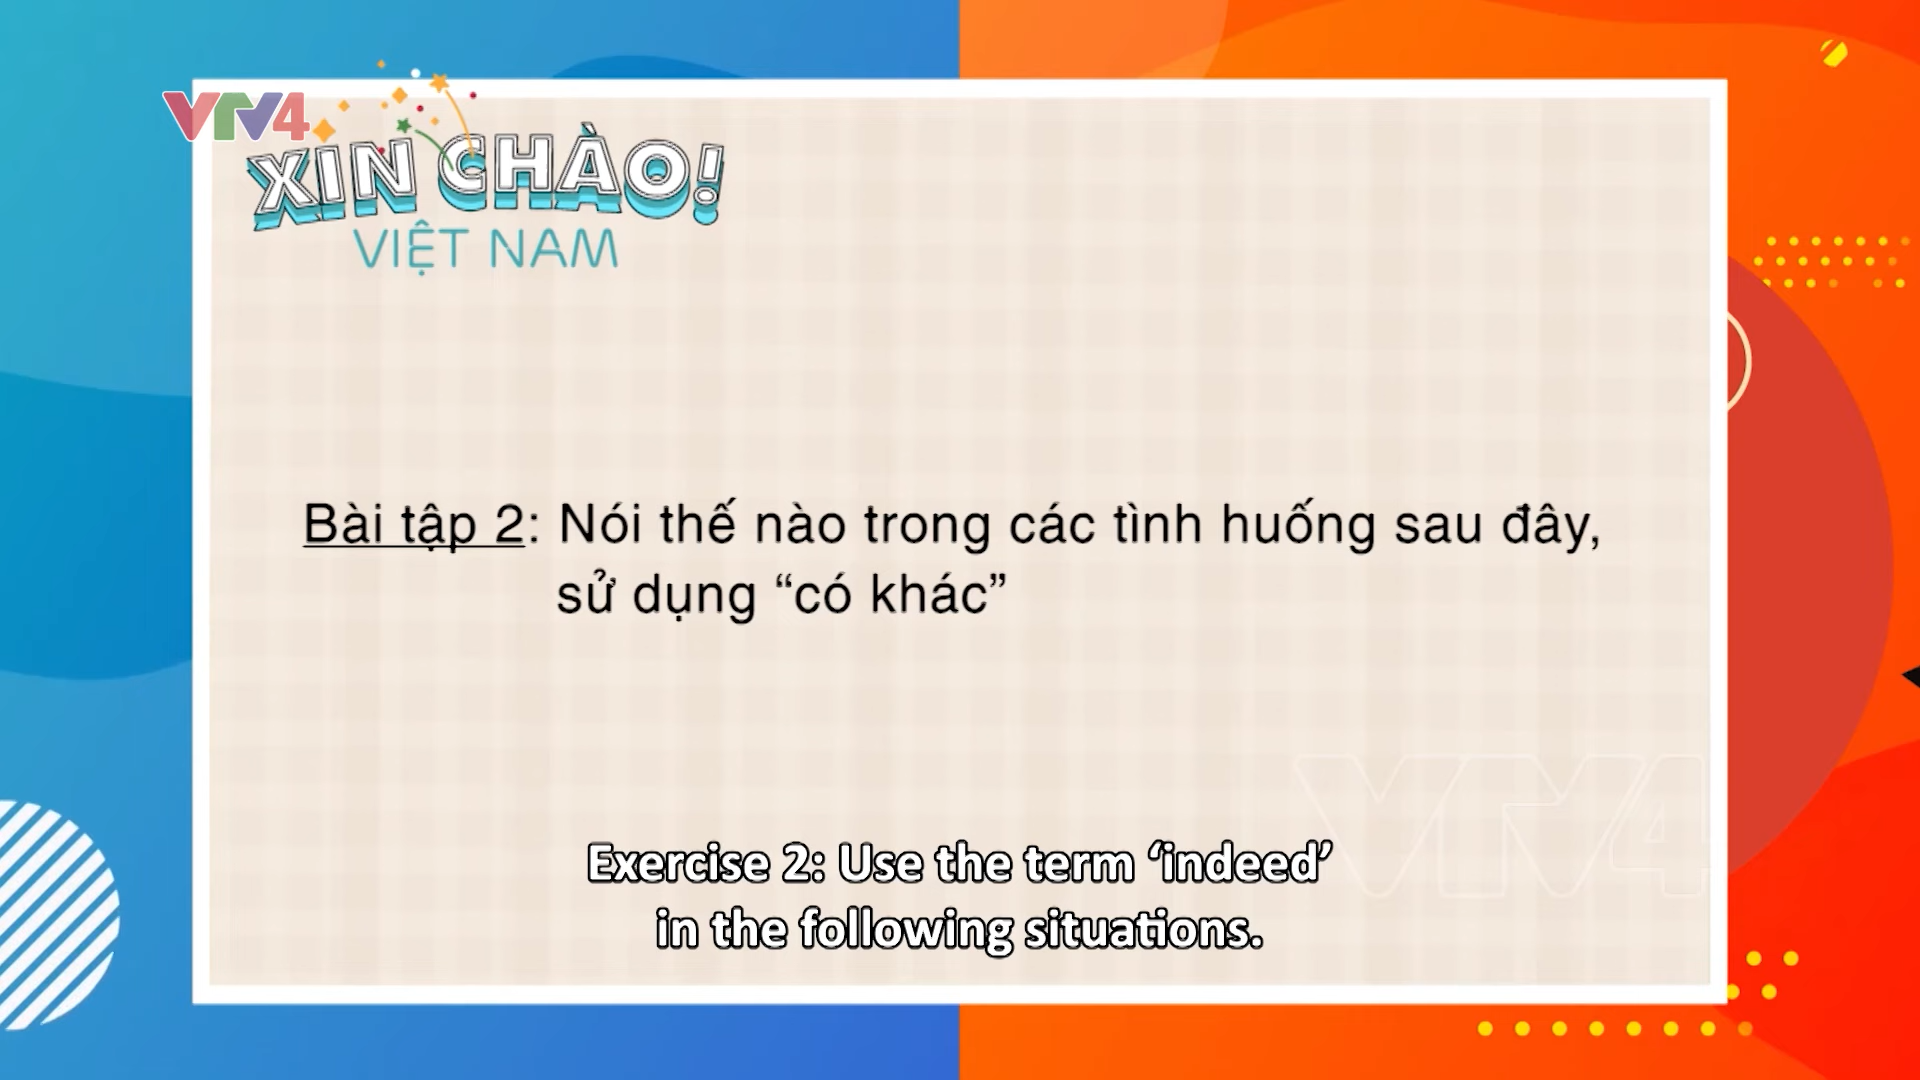 VTV4
XIN CHÀO!
VIỆT NAM
Bài tập 2: Nói thế nào trong các tình huống sau đây,
sử dụng “có khác”
VTV4
Exercise 2: Use the term ‘indeed’
in the following situations.